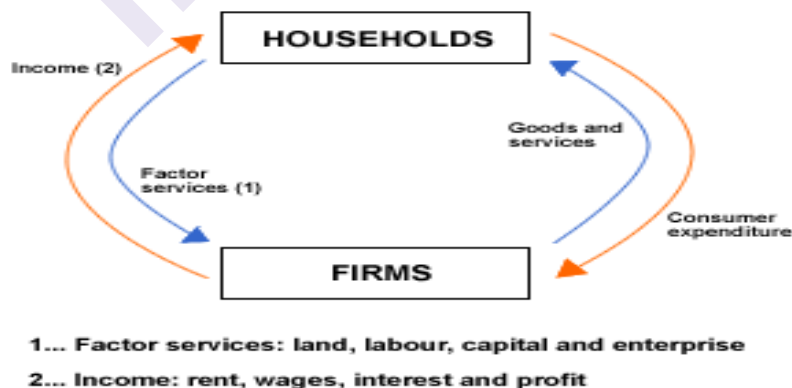 HOUSEHOLDS
Income (2)
Goods and
services
Factor
services (1)
Consumer
expenditure
FIRMS
1... Factor services: land, labour, capital and enterprise
2... Income: rent, wages, interest and profit